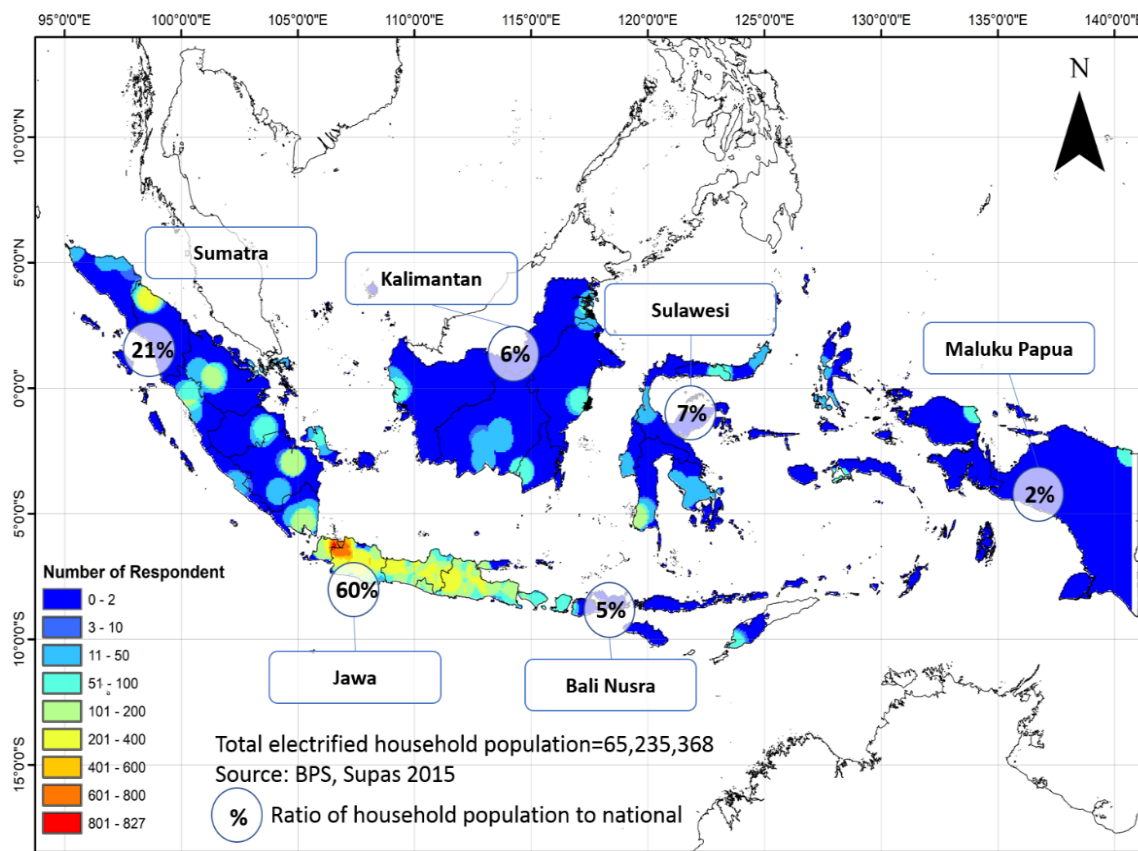 95°0'0"E 100°0'0"E 105°0'0"E 110°0'0"E 115°0'0"E 120°0'0"E 125°0'0"E 130°0'0"E 135°0'0"E 140°0'0"E
N
10°0'0"N
5°0'0"N
0°0'0"
5°0'0"S
10°0'0"S
15°0'0"S
Sumatra
Kalimantan
Sulawesi
Maluku Papua
21%
6%
7%
2%
60%
5%
Jawa
Bali Nusra
Number of Respondent
0 - 2
3 - 10
11 - 50
51 - 100
101 - 200
201 - 400
401 - 600
601 - 800
801 - 827
Total electrified household population=65,235,368
Source: BPS, Supas 2015
% Ratio of household population to national